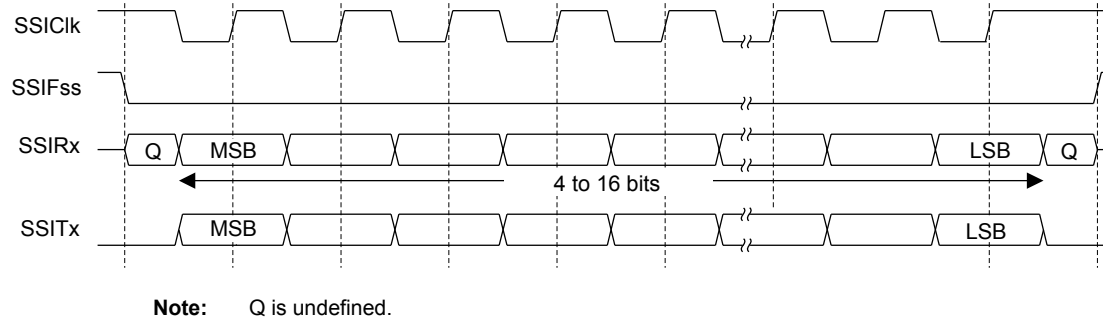 SSIClk
SSIFss
SSIRx
Q MSB LSB Q
4 to 16 bits
SSITx
MSB LSB
Note: Q is undefined.